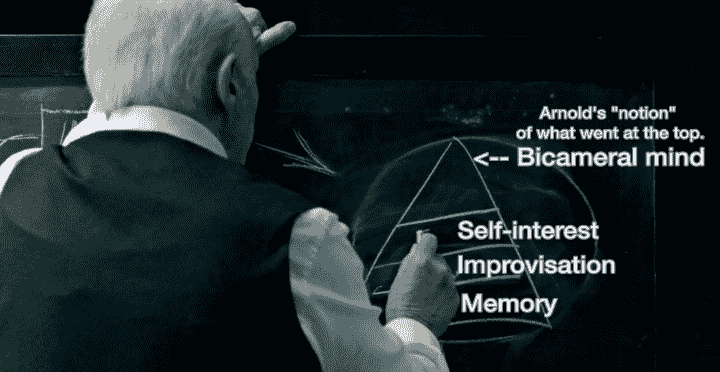 Arnold's "notion"
of what went at the top.
<-- Bicameral mind
Self-interest
Improvisation
Memory